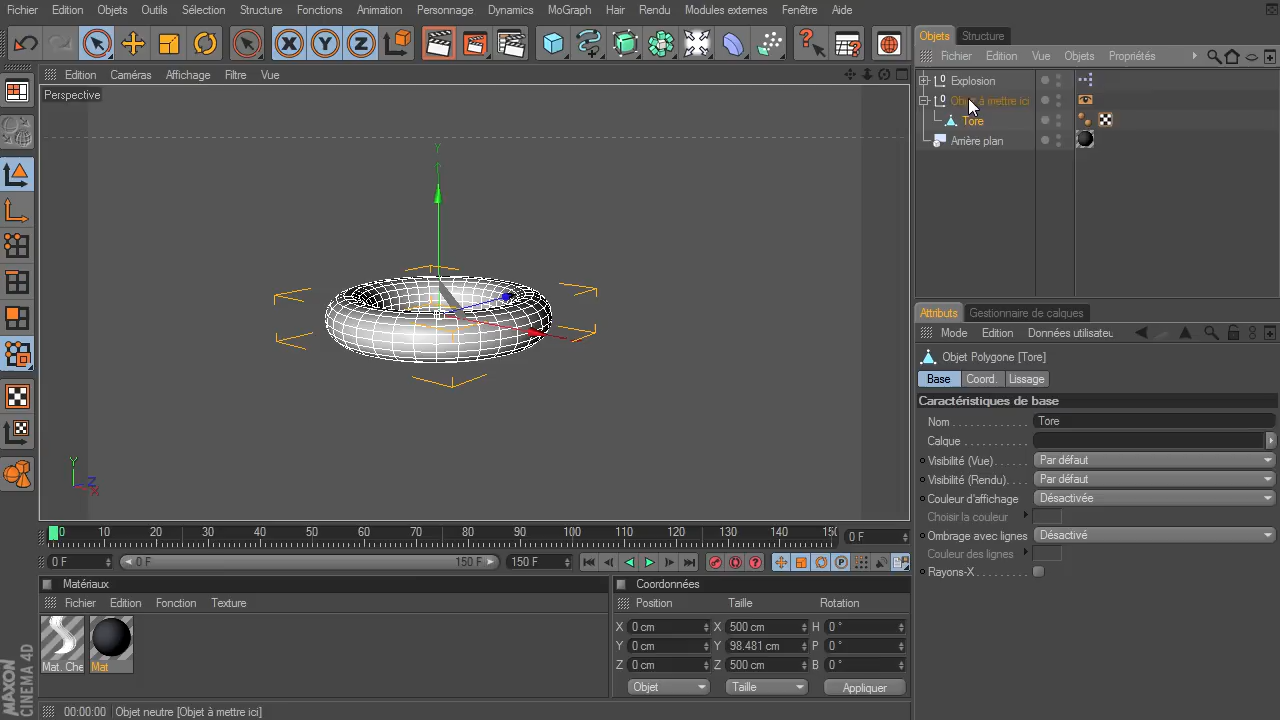 Fichier Edition Objets Outils Sélection Structure Fonctions Animation Personnage Dynamics MoGraph Hair Rendu Modules externes Fenêtre Aide
Objets Structure
Fichier Edition Vue Objets Propriétés
Edition Caméras Affichage Filtre Vue
Perspective
Explosion
Objet à mettre ici
Tore
Arrière plan
Y
Y
Z
X
Attributs Gestionnaire de calques
Mode Edition Données utilisateu
Objet Polygone [Tore]
Base Coord. Lissage
Caractéristiques de base
Nom Tore
Calque
Visibilité (Vue) Par défaut
Visibilité (Rendu) Par défaut
Couleur d'affichage Désactivée
Choisir la couleur
Ombrage avec lignes Désactivé
Couleur des lignes
Rayons-X
0 10 20 30 40 50 60 70 80 90 100 110 120 130 140 15( 0 F
0 F 0 F 150 F 150 F
Matériaux
Fichier Edition Fonction Texture
Mat. Che Mat
Coordonnées
Position Taille Rotation
X 0 cm X 500 cm H 0 °
Y 0 cm Y 98.481 cm P 0 °
Z 0 cm Z 500 cm B 0 °
Objet Taille Appliquer
MAXON
CINEMA 4D
00:00:00 Objet neutre [Objet à mettre ici]